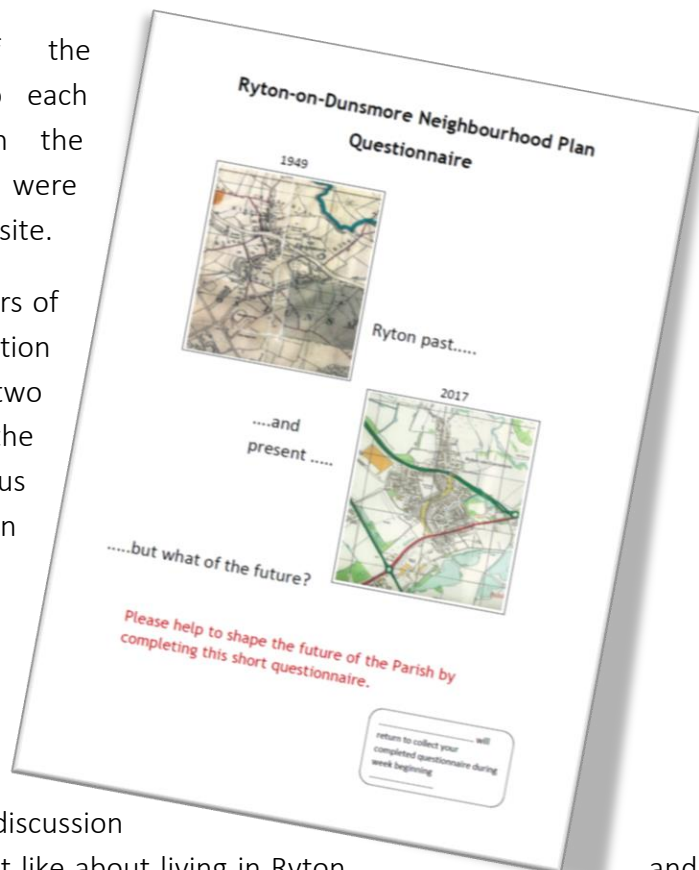 the
each
the
were
site.
rs of
tion
two
the
us
n
discussion
t like about living in Ryton
and
Ryton-on-Dunsmore Neighbourhood Plan
Questionnaire
1949
Ryton past.....
2017
....and
present .....
.....but what of the future?
Please help to shape the future of the Parish by
completing this short questionnaire.
____________________ will
return to collect your
completed questionnaire during
week beginning
______________